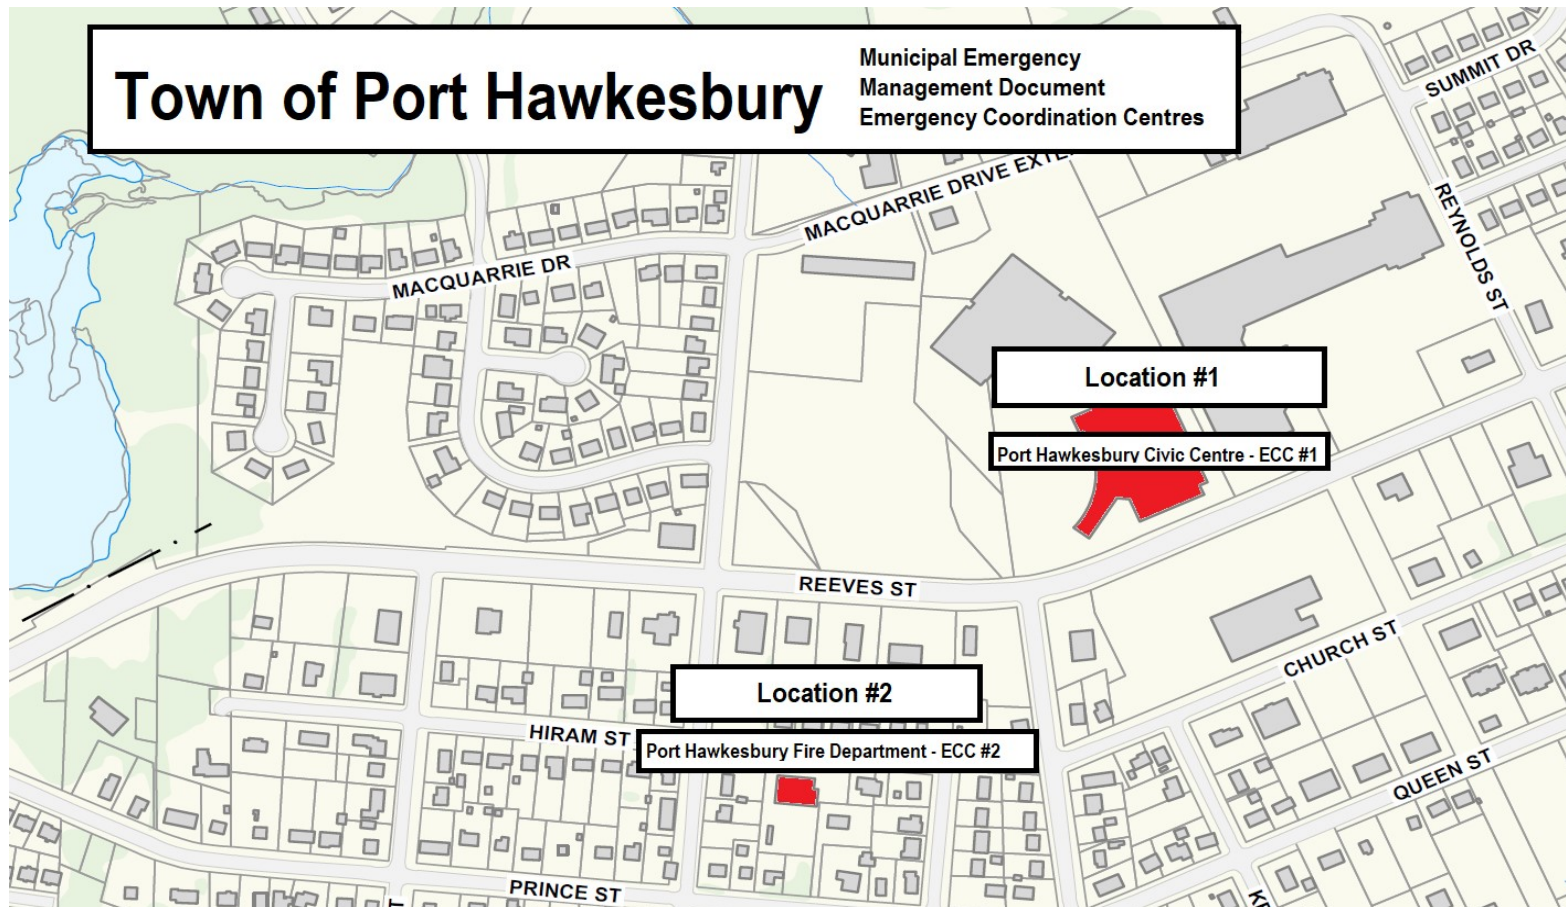 Town of Port Hawkesbury
Municipal Emergency
Management Document
Emergency Coordination Centres
SUMMIT DR
MACQUARRIE DRIVE
REYNOLDS ST
MACQUARRIE DR
Location #1
Port Hawkesbury Civic Centre - ECC #1
REEVES ST
CHURCH ST
Location #2
HIRAM ST
Port Hawkesbury Fire Department - ECC #2
QUEEN ST
PRINCE ST